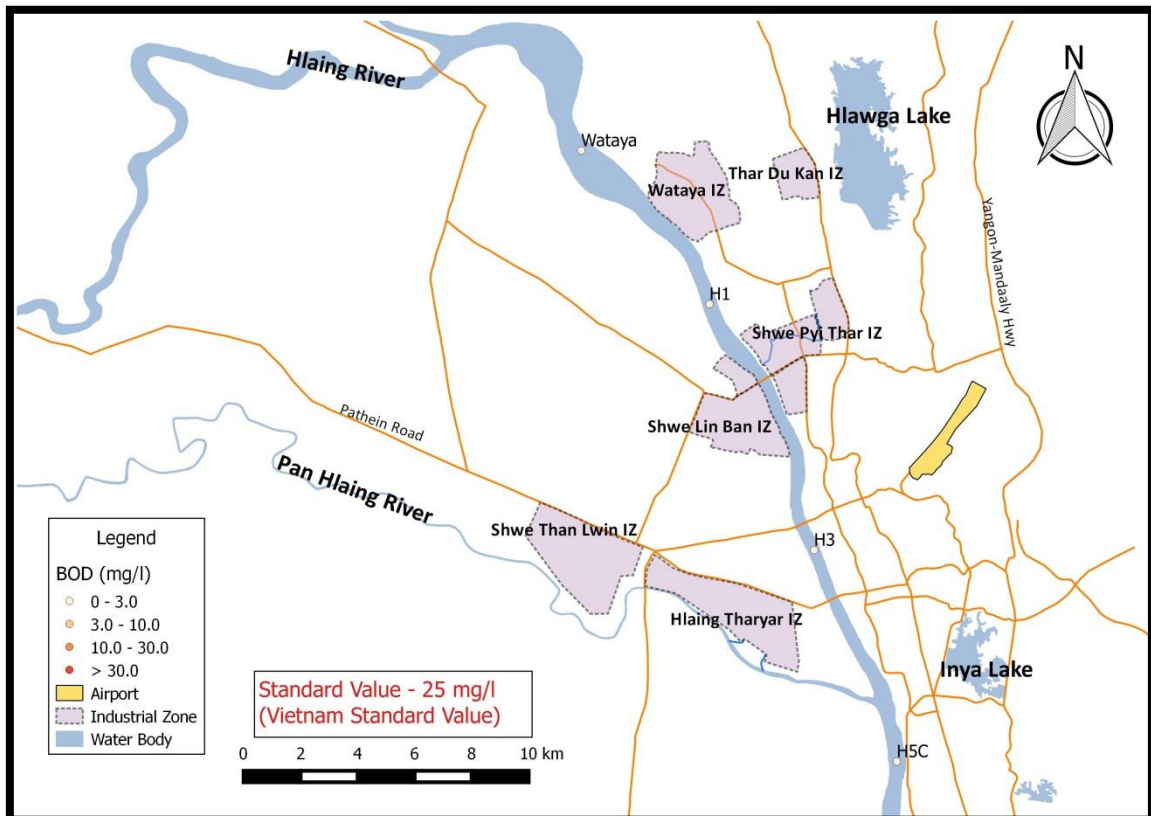 Hlaing River
N
Hlawga Lake
Wataya
Thar Du Kan IZ
Wataya IZ
Yangon-Mandaaly Hwy
H1
Shwe Pyi Thar IZ
Pathein Road
Shwe Lin Ban IZ
Pan Hlaing River
Shwe Than Lwin IZ
H3
Hlaing Tharyar IZ
Inya Lake
H5C
Legend
BOD (mg/l)
0 - 3.0
3.0 - 10.0
10.0 - 30.0
> 30.0
Airport
Industrial Zone
Water Body
Standard Value - 25 mg/l
(Vietnam Standard Value)
0 2 4 6 8 10 km